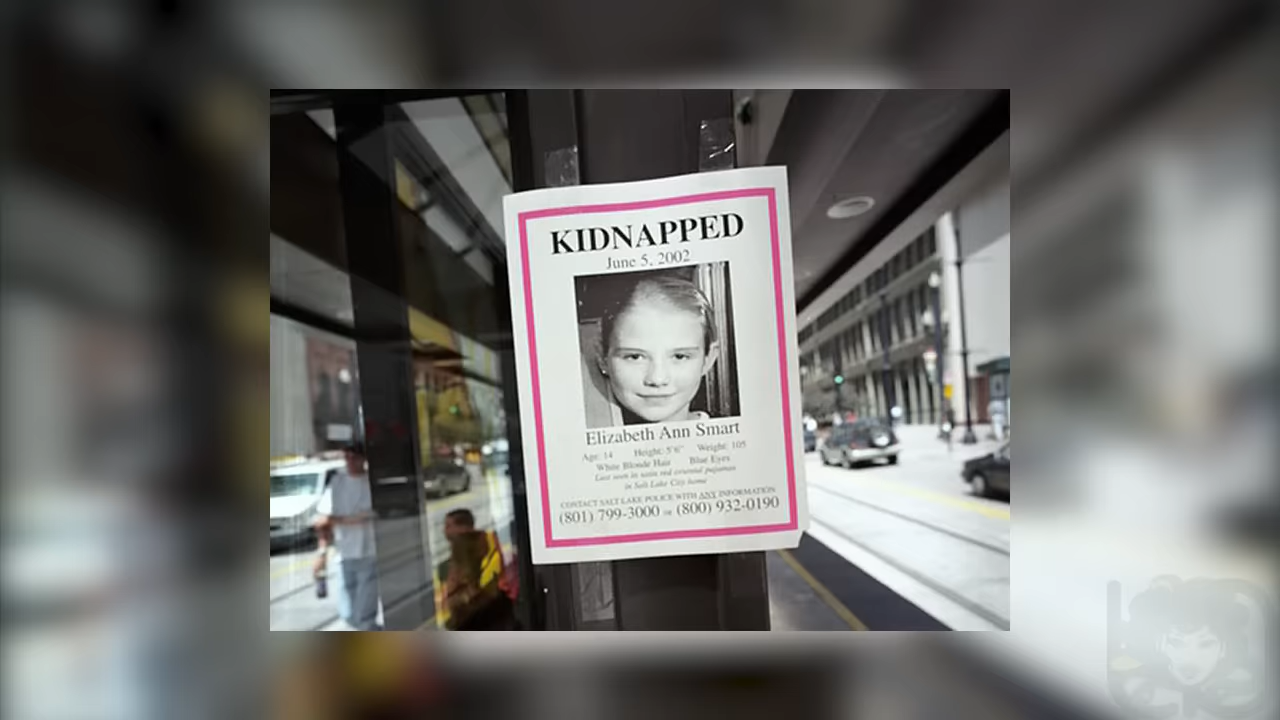 KIDNAPPED
June 5, 2002
Elizabeth Ann Smart
Age: 14 Height: 5'6" Weight: 105
White Blonde Hair Blue Eyes
Last seen in satin red oriental pajamas
in Salt Lake City home
CONTACT SALT LAKE POLICE WITH ANY INFORMATION
(801) 799-3000 or (800) 932-0190